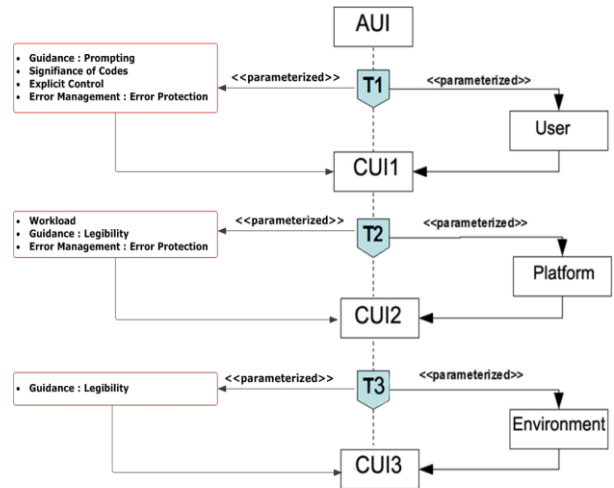 AUI
• Guidance : Prompting
• Signifiance of Codes
• Explicit Control
• Error Management : Error Protection
<<parameterized>>
T1
<<parameterized>>
User
CUI1
• Workload
• Guidance : Legibility
• Error Management : Error Protection
<<parameterized>>
T2
<<parameterized>>
Platform
CUI2
• Guidance : Legibility
<<parameterized>>
T3
<<parameterized>>
Environment
CUI3